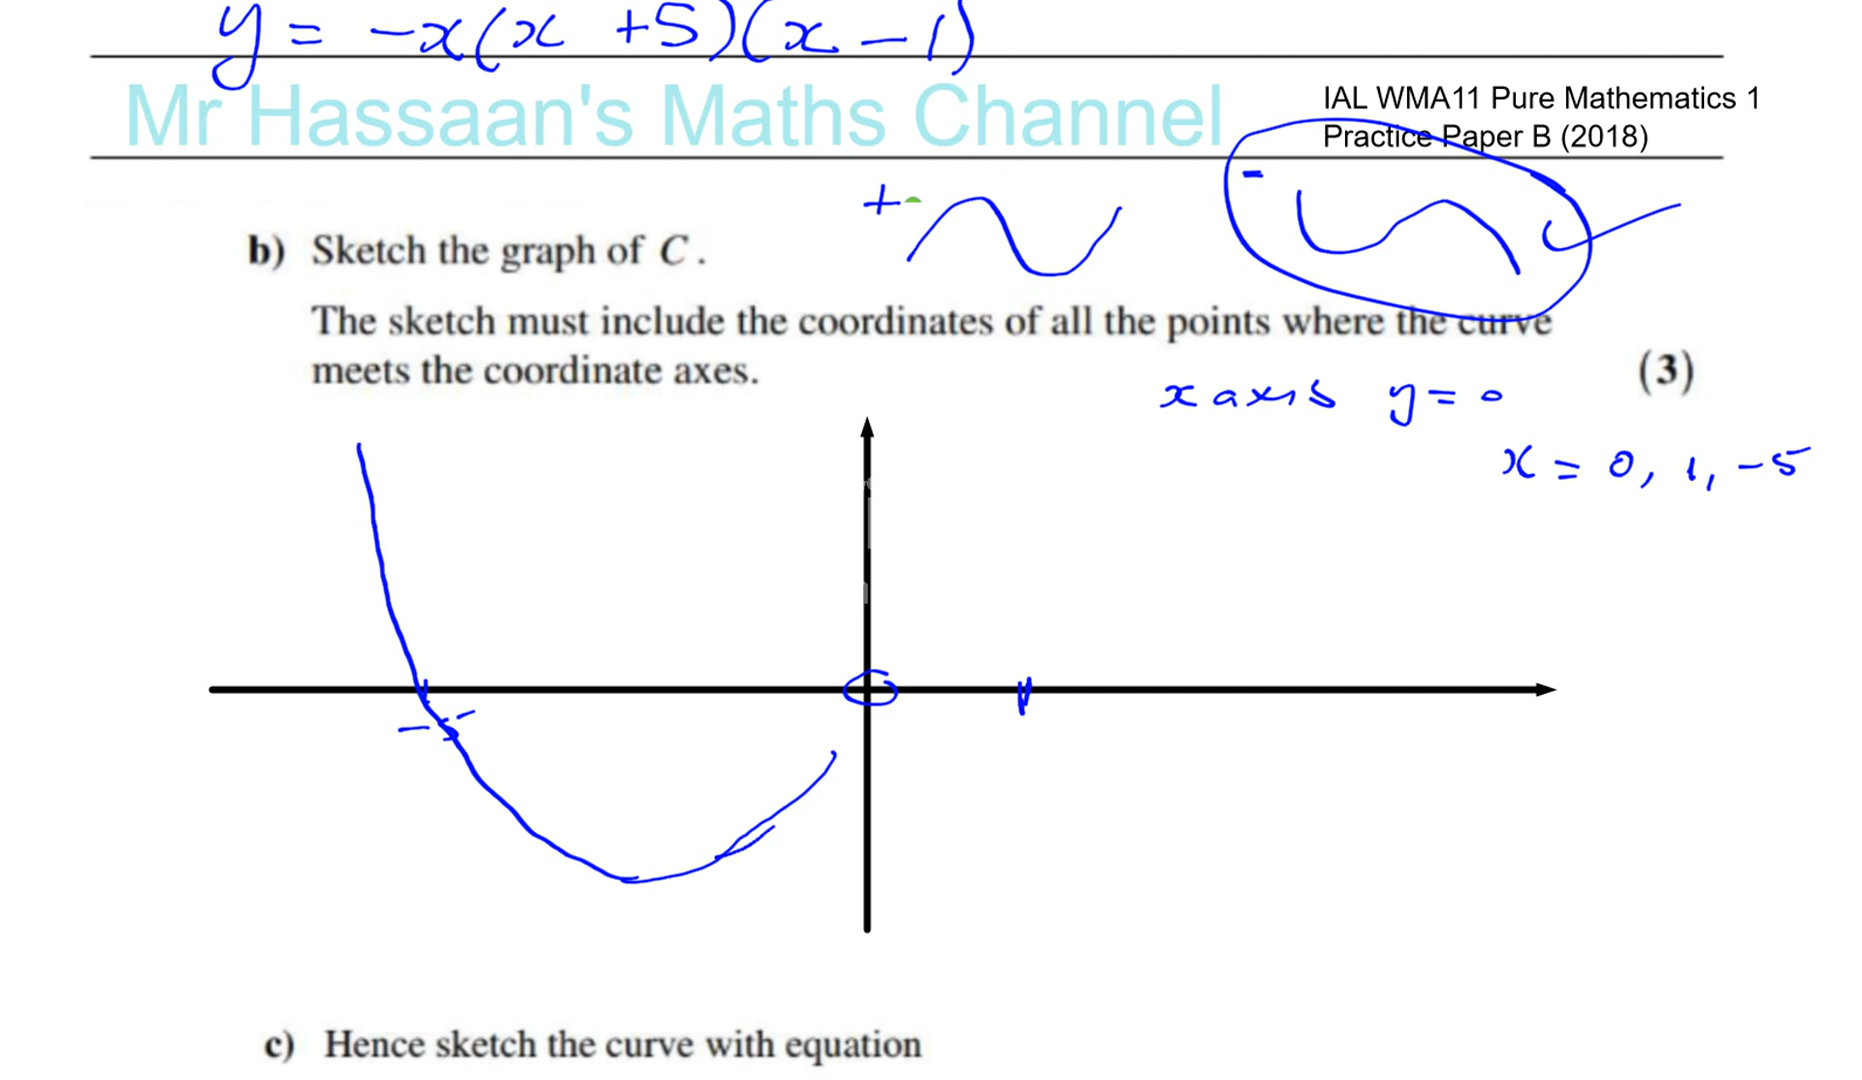 y = -x(x +5)(x-1)
Mr Hassaan's Maths Channel
IAL WMA11 Pure Mathematics 1
Practice Paper B (2018)
+
-
b) Sketch the graph of C.
The sketch must include the coordinates of all the points where the curve
meets the coordinate axes.
(3)
x axis y = 0
x = 0, 1, -5
-5
c) Hence sketch the curve with equation